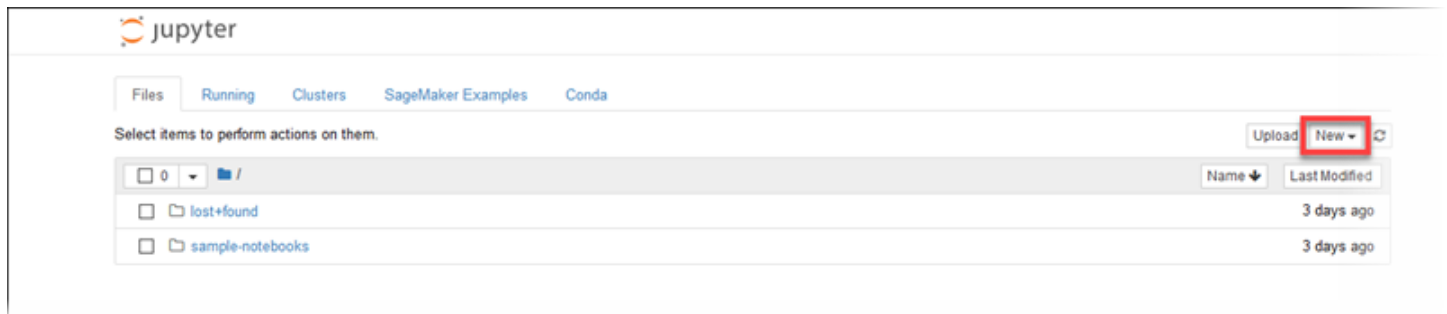 jupyter
Files Running Clusters SageMaker Examples Conda
Select items to perform actions on them. Upload New
0 / Name Last Modified
lost+found 3 days ago
sample-notebooks 3 days ago